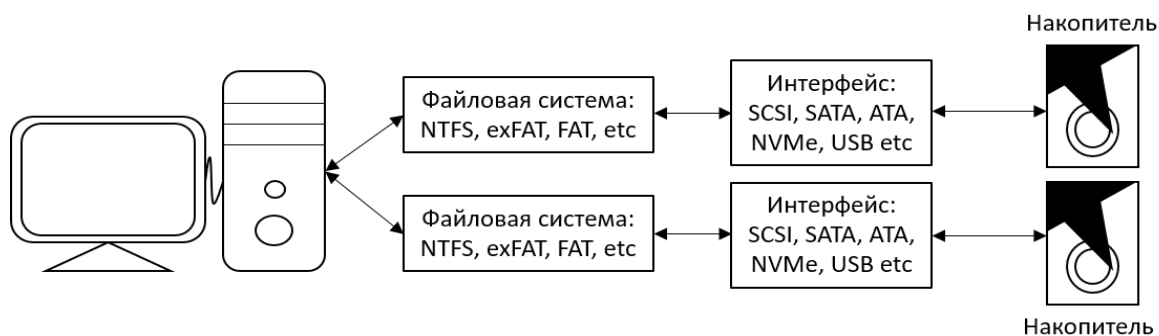 Накопитель
Файловая система:
NTFS, exFAT, FAT, etc
Интерфейс:
SCSI, SATA, ATA,
NVMe, USB etc
Файловая система:
NTFS, exFAT, FAT, etc
Интерфейс:
SCSI, SATA, ATA,
NVMe, USB etc
Накопитель